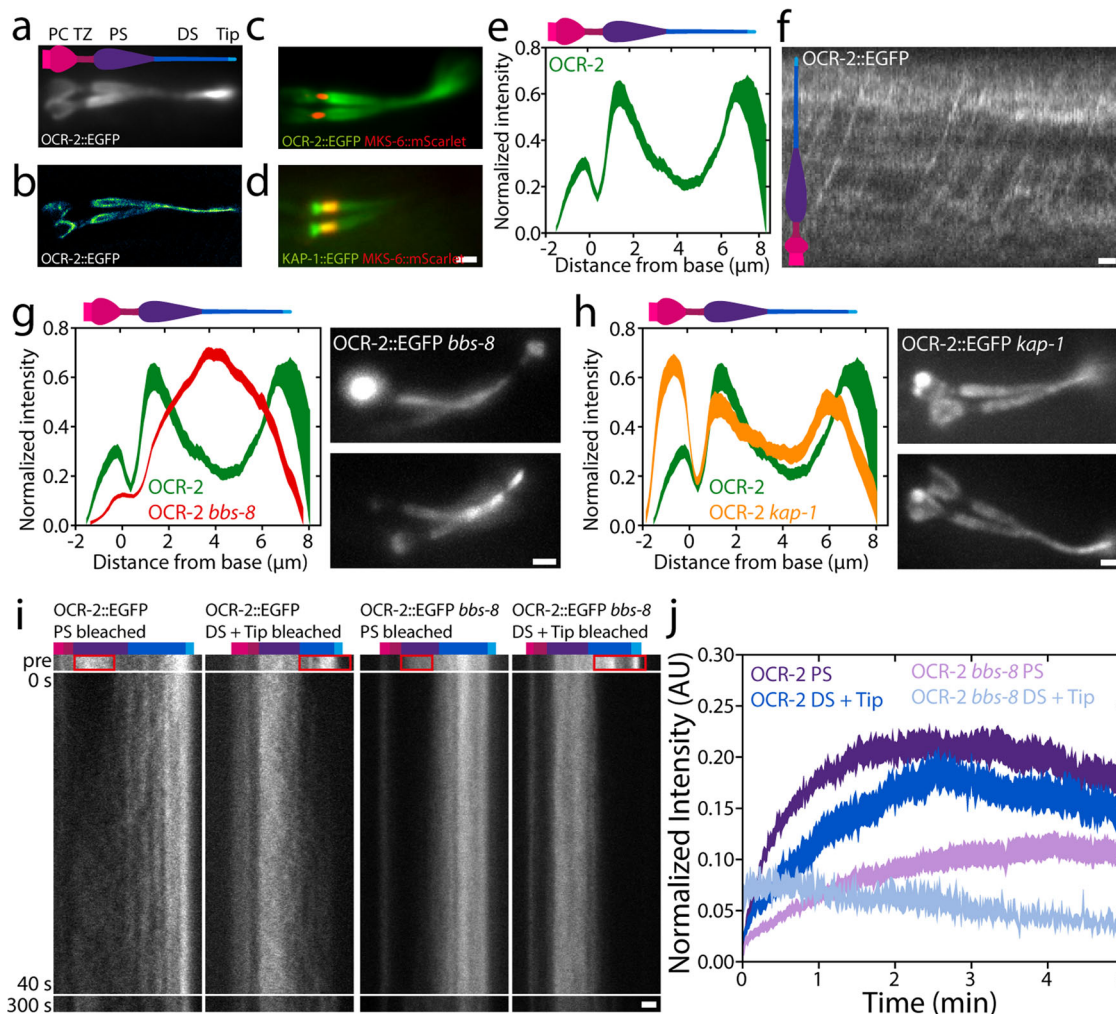 a
PC TZ PS DS Tip
OCR-2::EGFP
b
OCR-2::EGFP
c
OCR-2::EGFP MKS-6::mScarlet
d
KAP-1::EGFP MKS-6::mScarlet
e
OCR-2
Normalized intensity
0.8
0.6
0.4
0.2
0.0
-2 0 2 4 6 8
Distance from base (µm)
f
OCR-2::EGFP
g
Normalized intensity
0.8
0.6
0.4
0.2
0.0
OCR-2
OCR-2 bbs-8
-2 0 2 4 6 8
Distance from base (µm)
OCR-2::EGFP bbs-8
h
Normalized intensity
0.8
0.6
0.4
0.2
0.0
OCR-2
OCR-2 kap-1
-2 0 2 4 6 8
Distance from base (µm)
OCR-2::EGFP kap-1
i
OCR-2::EGFP
PS bleached
OCR-2::EGFP
DS + Tip bleached
OCR-2::EGFP bbs-8
PS bleached
OCR-2::EGFP bbs-8
DS + Tip bleached
pre
0 s
40 s
300 s
j
Normalized Intensity (AU)
0.30
0.25
0.20
0.15
0.10
0.05
0.00
OCR-2 PS
OCR-2 bbs-8 PS
OCR-2 DS + Tip
OCR-2 bbs-8 DS + Tip
0 1 2 3 4
Time (min)